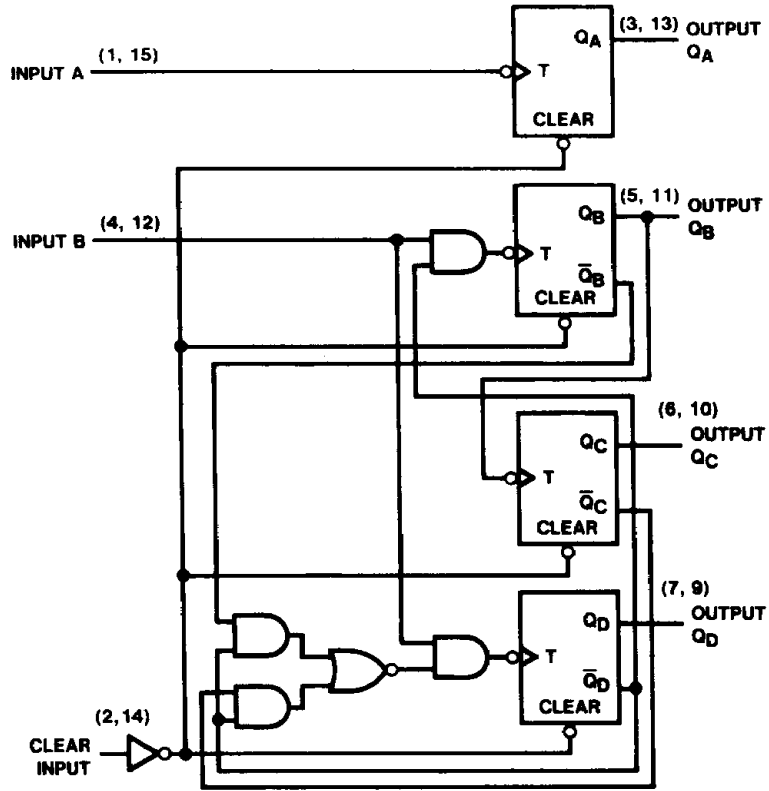 (1, 15)
INPUT A
T
QA
CLEAR
(3, 13)
OUTPUT
QA
(4, 12)
INPUT B
T
QB
Q̅B
CLEAR
(5, 11)
OUTPUT
QB
T
QC
Q̅C
CLEAR
(6, 10)
OUTPUT
QC
T
QD
Q̅D
CLEAR
(7, 9)
OUTPUT
QD
(2, 14)
CLEAR
INPUT